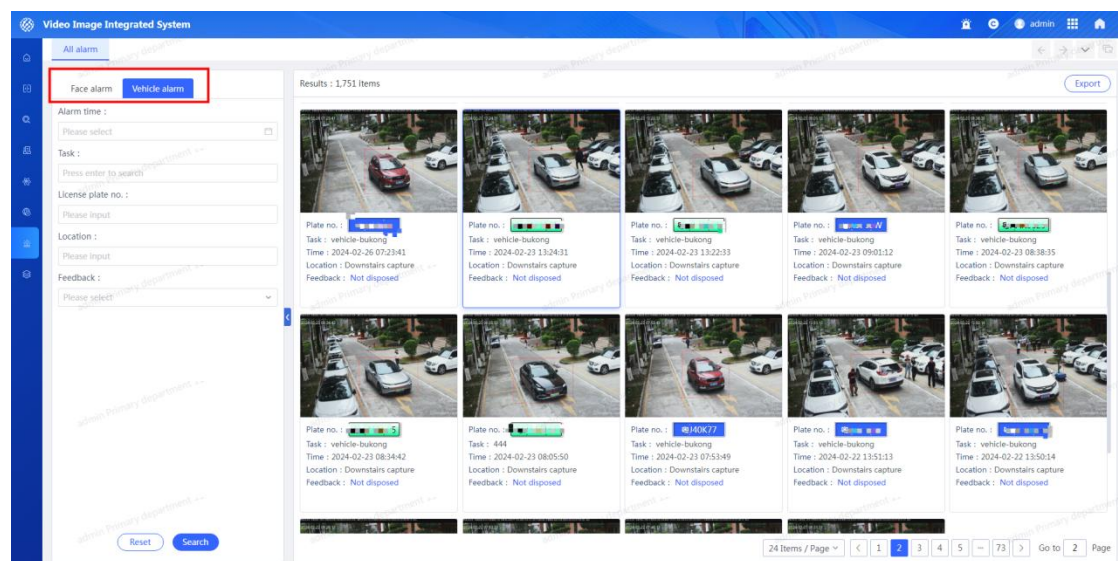 Video Image Integrated System
admin
All alarm
Face alarm
Vehicle alarm
Alarm time :
Please select
Task :
Press enter to search
License plate no. :
Please input
Location :
Please input
Feedback :
Please select
Reset
Search
Results : 1,751 items
Export
Plate no. :
Task : vehicle-bukong
Time : 2024-02-26 07:23:41
Location : Downstairs capture
Feedback : Not disposed
Plate no. :
Task : vehicle-bukong
Time : 2024-02-23 13:24:31
Location : Downstairs capture
Feedback : Not disposed
Plate no. :
Task : vehicle-bukong
Time : 2024-02-23 13:22:33
Location : Downstairs capture
Feedback : Not disposed
Plate no. :
Task : vehicle-bukong
Time : 2024-02-23 09:01:12
Location : Downstairs capture
Feedback : Not disposed
Plate no. :
Task : vehicle-bukong
Time : 2024-02-23 08:38:35
Location : Downstairs capture
Feedback : Not disposed
Plate no. : 5
Task : vehicle-bukong
Time : 2024-02-23 08:34:42
Location : Downstairs capture
Feedback : Not disposed
Plate no. :
Task : 444
Time : 2024-02-23 08:05:50
Location : Downstairs capture
Feedback : Not disposed
Plate no. : J40K77
Task : vehicle-bukong
Time : 2024-02-23 07:53:49
Location : Downstairs capture
Feedback : Not disposed
Plate no. :
Task : vehicle-bukong
Time : 2024-02-22 13:51:13
Location : Downstairs capture
Feedback : Not disposed
Plate no. :
Task : vehicle-bukong
Time : 2024-02-22 13:50:14
Location : Downstairs capture
Feedback : Not disposed
24 Items / Page
1 2 3 4 5 ··· 73
Go to 2 Page
admin Primary department